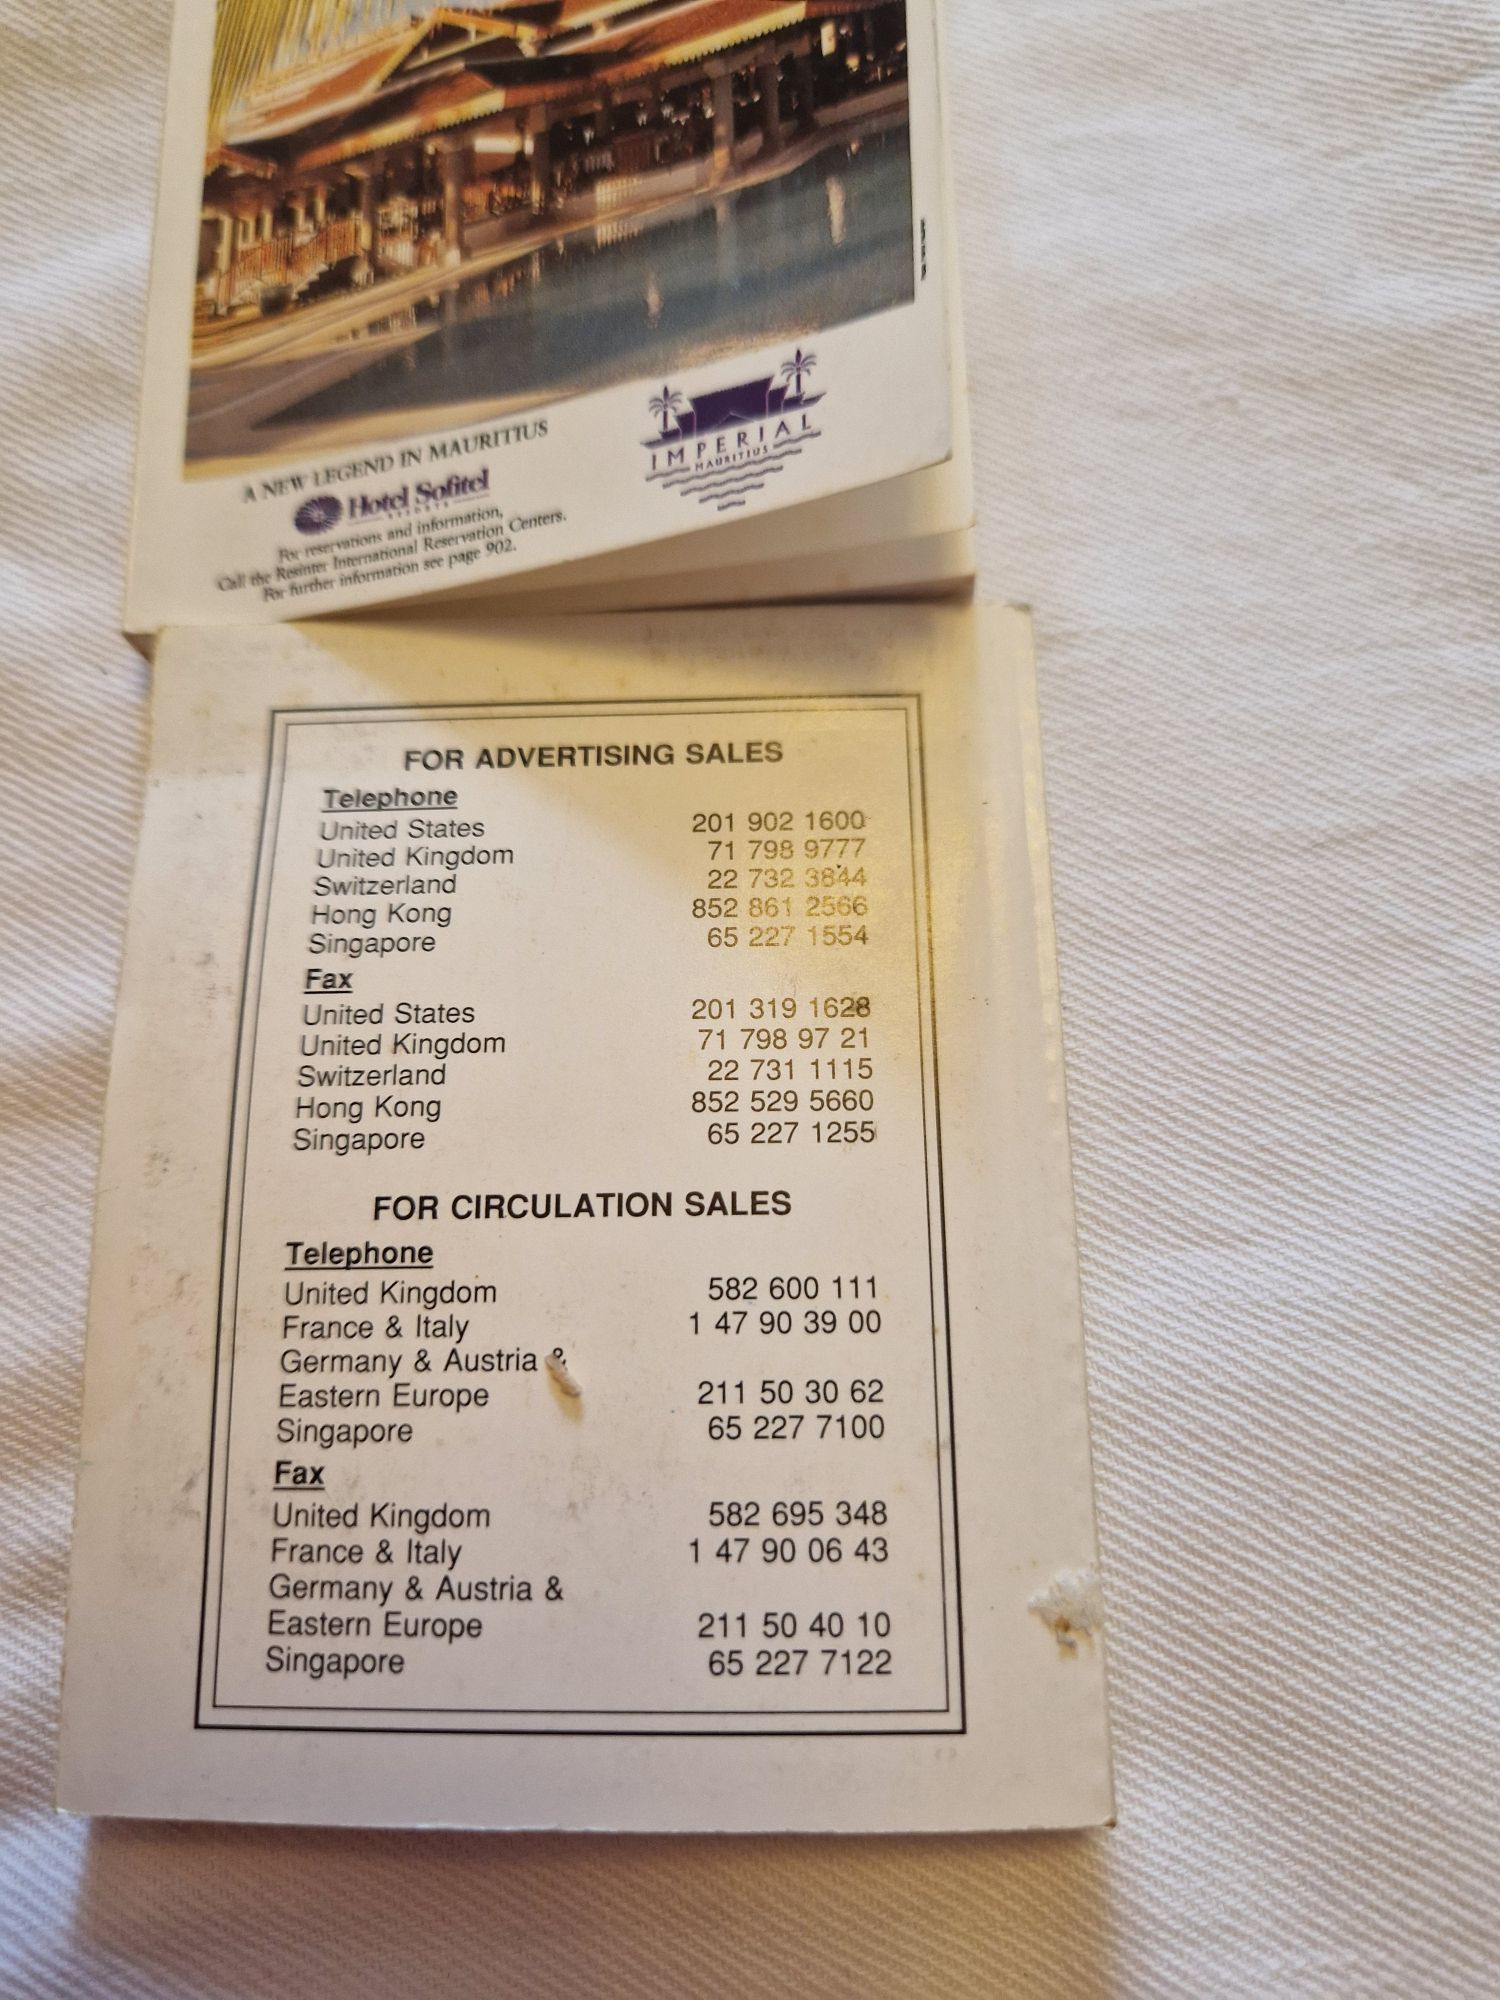 A NEW LEGEND IN MAURITIUS
Hotel Sofitel
RESORTS
For reservations and information,
Call the Resinter International Reservation Centers.
For further information see page 902.
IMPERIAL
MAURITIUS
FOR ADVERTISING SALES
Telephone
United States 201 902 1600
United Kingdom 71 798 9777
Switzerland 22 732 3844
Hong Kong 852 861 2566
Singapore 65 227 1554
Fax
United States 201 319 1628
United Kingdom 71 798 97 21
Switzerland 22 731 1115
Hong Kong 852 529 5660
Singapore 65 227 1255
FOR CIRCULATION SALES
Telephone
United Kingdom 582 600 111
France & Italy 1 47 90 39 00
Germany & Austria &
Eastern Europe 211 50 30 62
Singapore 65 227 7100
Fax
United Kingdom 582 695 348
France & Italy 1 47 90 06 43
Germany & Austria &
Eastern Europe 211 50 40 10
Singapore 65 227 7122